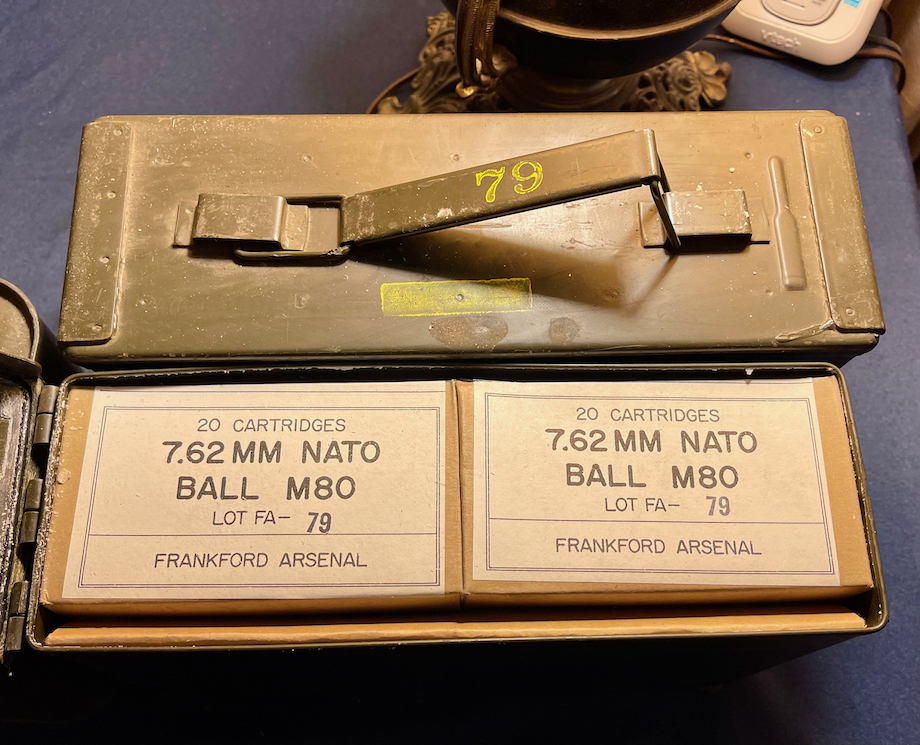 vtech
79
20 CARTRIDGES
7.62 MM NATO
BALL M80
LOT FA- 79
FRANKFORD ARSENAL
20 CARTRIDGES
7.62 MM NATO
BALL M80
LOT FA- 79
FRANKFORD ARSENAL